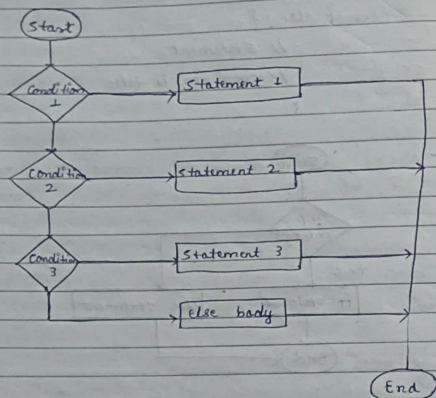 Start
Condition
1
Statement 1
Condition
2
Statement 2
Condition
3
Statement 3
else body
End